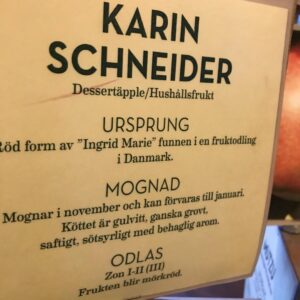 KARIN
SCHNEIDER
Dessertäpple/Hushållsfrukt
URSPRUNG
Röd form av "Ingrid Marie" funnen i en fruktodling
i Danmark.
MOGNAD
Mognar i november och kan förvaras till januari.
Köttet är gulvitt, ganska grovt,
saftigt, sötsyrligt med behaglig arom.
ODLAS
Zon I-II (III)
Frukten blir mörkröd.